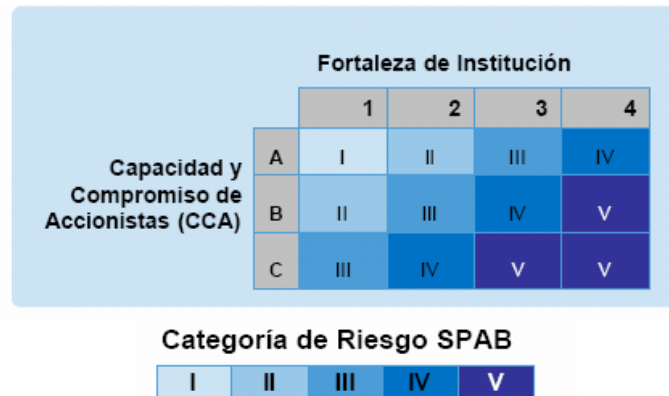 Fortaleza de Institución
1 2 3 4
Capacidad y
Compromiso de
Accionistas (CCA)
A I II III IV
B II III IV V
C III IV V V
Categoría de Riesgo SPAB
I II III IV V